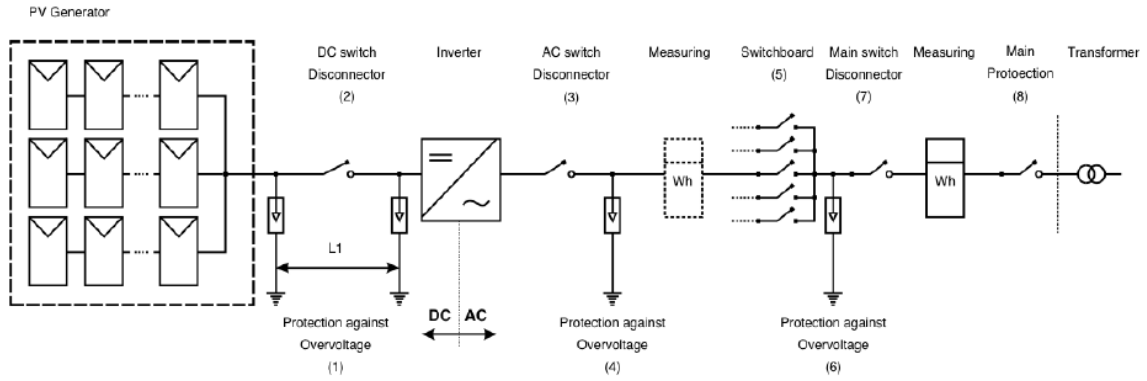 PV Generator
DC switch
Disconnector
(2)
Inverter
AC switch
Disconnector
(3)
Measuring
Switchboard
(5)
Main switch
Disconnector
(7)
Measuring
Main
Protoection
(8)
Transformer
Wh
Wh
L1
DC
AC
Protection against
Overvoltage
(1)
Protection against
Overvoltage
(4)
Protection against
Overvoltage
(6)